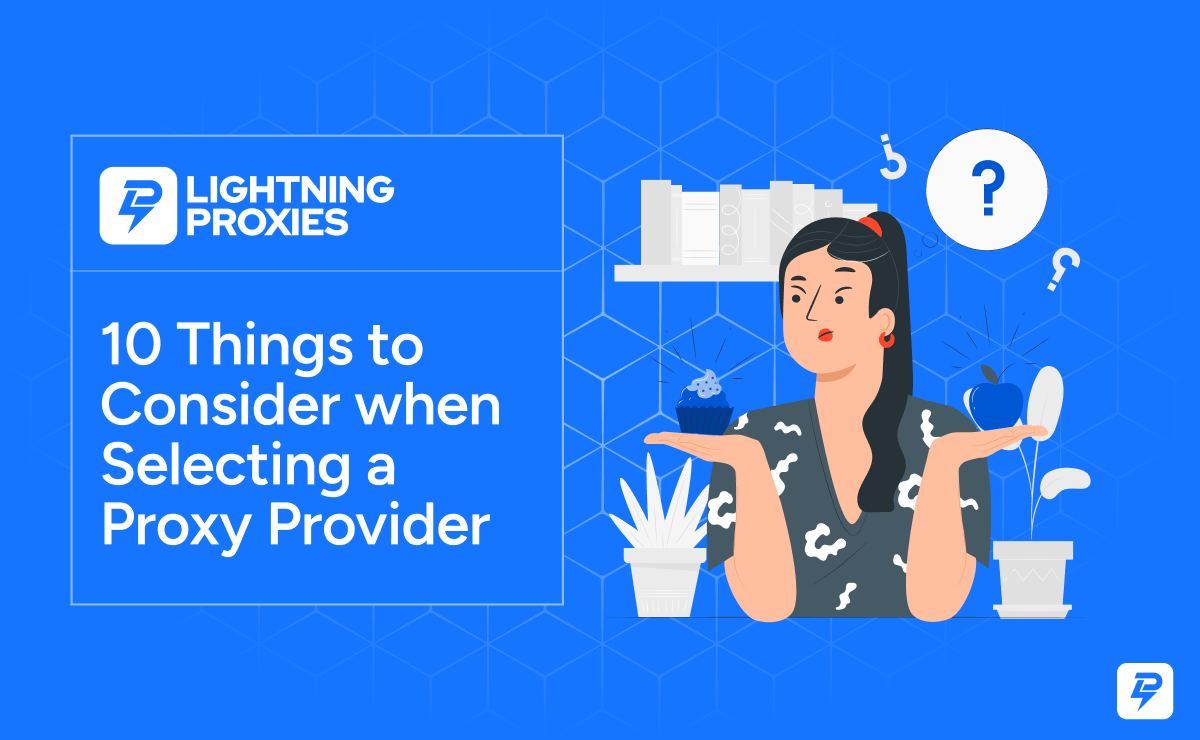 LIGHTNING
PROXIES
10 Things to
Consider when
Selecting a
Proxy Provider
?
?
?